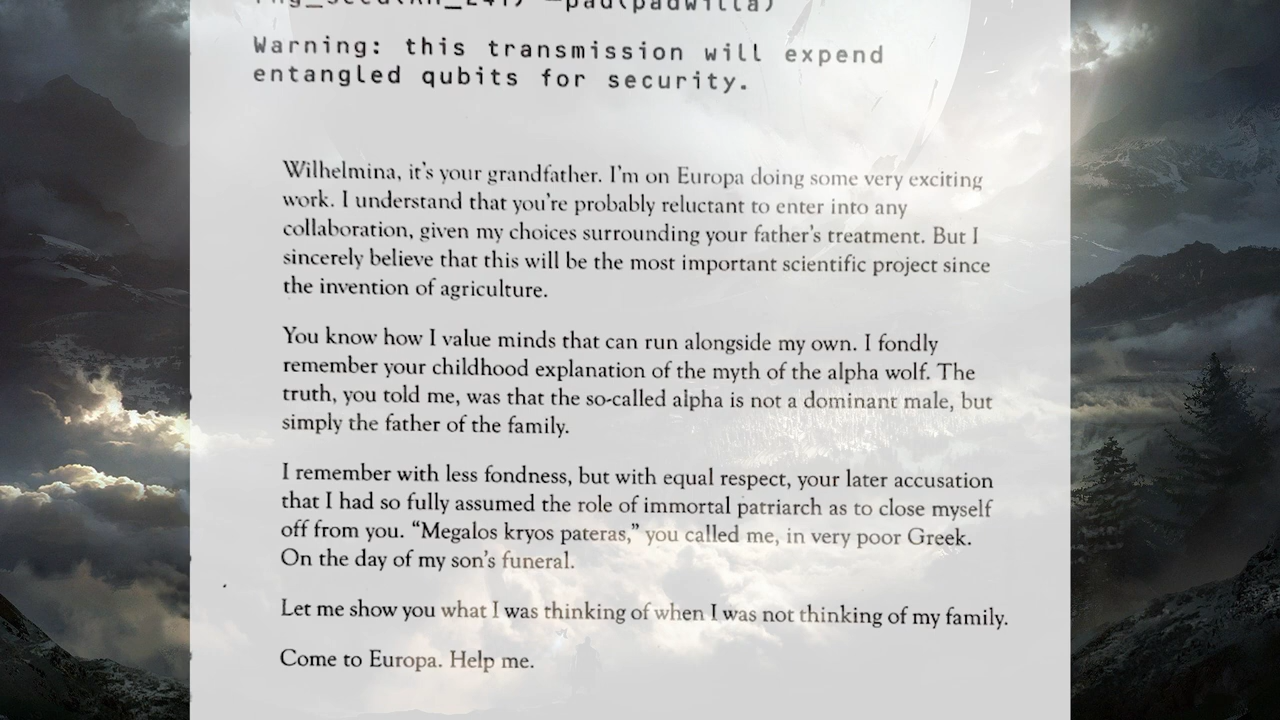 Warning: this transmission will expend
entangled qubits for security.
Wilhelmina, it's your grandfather. I'm on Europa doing some very exciting
work. I understand that you're probably reluctant to enter into any
collaboration, given my choices surrounding your father's treatment. But I
sincerely believe that this will be the most important scientific project since
the invention of agriculture.
You know how I value minds that can run alongside my own. I fondly
remember your childhood explanation of the myth of the alpha wolf. The
truth, you told me, was that the so-called alpha is not a dominant male, but
simply the father of the family.
I remember with less fondness, but with equal respect, your later accusation
that I had so fully assumed the role of immortal patriarch as to close myself
off from you. “Megalos kryos pateras,” you called me, in very poor Greek.
On the day of my son's funeral.
Let me show you what I was thinking of when I was not thinking of my family.
Come to Europa. Help me.